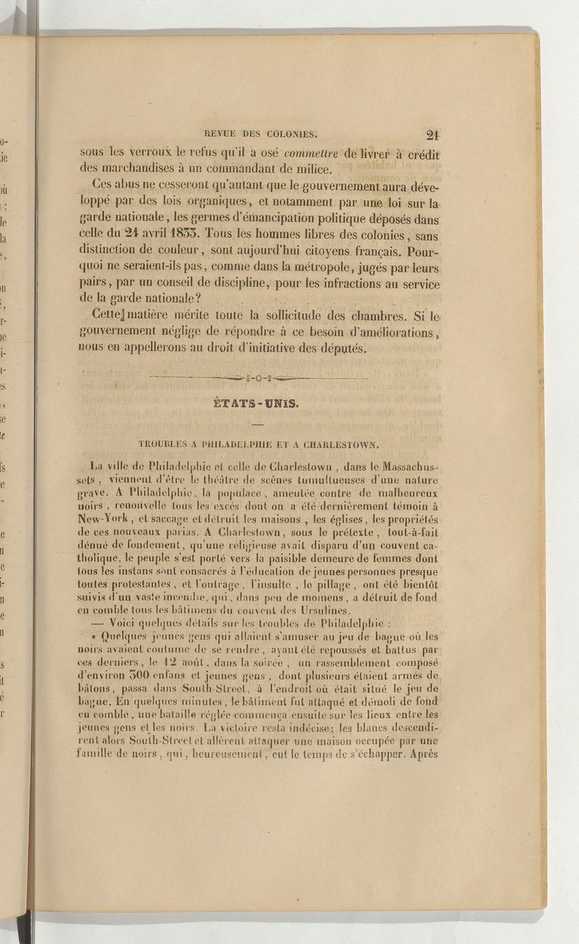 REVUE DES COLONIES. 21
sous les verroux le refus qu'il a osé commettre de livrer à crédit
des marchandises à un commandant de milice.
Ces abus ne cesseront qu'autant que le gouvernement aura déve-
loppé par des lois organiques, et notamment par une loi sur la
garde nationale, les germes d'émancipation politique déposés dans
celle du 24 avril 1833. Tous les hommes libres des colonies, sans
distinction de couleur, sont aujourd'hui citoyens français. Pour-
quoi ne seraient-ils pas, comme dans la métropole, jugés par leurs
pairs, par un conseil de discipline, pour les infractions au service
de la garde nationale?
Cette matière mérite toute la sollicitude des chambres. Si le
gouvernement néglige de répondre à ce besoin d'améliorations,
nous en appellerons au droit d'initiative des députés.
ÉTATS-UNIS.
TROUBLES A PHILADELPHIE ET A CHARLESTOWN.
La ville de Philadelphie et celle de Charlestown, dans le Massachus-
sets, viennent d'être le théâtre de scènes tumultueuses d'une nature
grave. A Philadelphie, la populace, ameutée contre de malheureux
noirs, renouvelle tous les excés dont on a été dernièrement témoin à
New-York, et saccage et détruit les maisons, les églises, les propriétés
de ces nouveaux parias. A Charlestown, sous le prétexte, tout-à-fait
dénué de fondement, qu'une religieuse avait disparu d'un couvent ca-
tholique, le peuple s'est porté vers la paisible demeure de femmes dont
tous les instans sont consacrés à l'éducation de jeunes personnes presque
toutes protestantes, et l'outrage, l'insulte, le pillage, ont été bientôt
suivis d'un vaste incendie, qui, dans peu de momens, a détruit de fond
en comble tous les bâtimens du couvent des Ursulines.
— Voici quelques détails sur les troubles de Philadelphie :
« Quelques jeunes gens qui allaient s'amuser au jeu de bague où les
noirs avaient coutume de se rendre, ayant été repoussés et battus par
ces derniers, le 12 août, dans la soirée, un rassemblement composé
d'environ 300 enfans et jeunes gens, dont plusieurs étaient armés de
bâtons, passa dans South-Street, à l'endroit où était situé le jeu de
bague. En quelques minutes, le bâtiment fut attaqué et démoli de fond
en comble, une bataille réglée commença ensuite sur les lieux entre les
jeunes gens et les noirs. La victoire resta indécise; les blancs descendi-
rent alors South-Street et allèrent attaquer une maison occupée par une
famille de noirs, qui, heureusement, eut le temps de s'échapper. Après